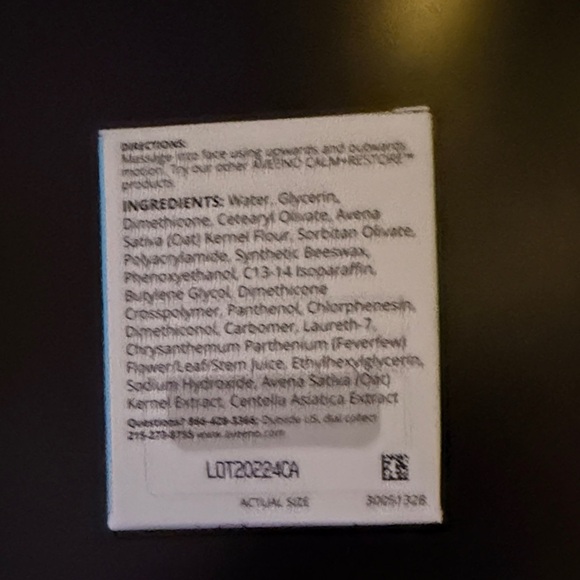 DIRECTIONS:
Massage into face using upwards and outwards
motion. Try our other AVEENO CALM+RESTORE™
products.
INGREDIENTS: Water, Glycerin,
Dimethicone, Cetearyl Olivate, Avena
Sativa (Oat) Kernel Flour, Sorbitan Olivate,
Polyacrylamide, Synthetic Beeswax,
Phenoxyethanol, C13-14 Isoparaffin,
Butylene Glycol, Dimethicone
Crosspolymer, Panthenol, Chlorphenesin,
Dimethiconol, Carbomer, Laureth-7,
Chrysanthemum Parthenium (Feverfew)
Flower/Leaf/Stem Juice, Ethylhexylglycerin,
Sodium Hydroxide, Avena Sativa (Oat)
Kernel Extract, Centella Asiatica Extract
Questions? 866-428-3366; Outside US, dial collect
215-273-8755 www.aveeno.com
LOT20224CA
ACTUAL SIZE 30051328